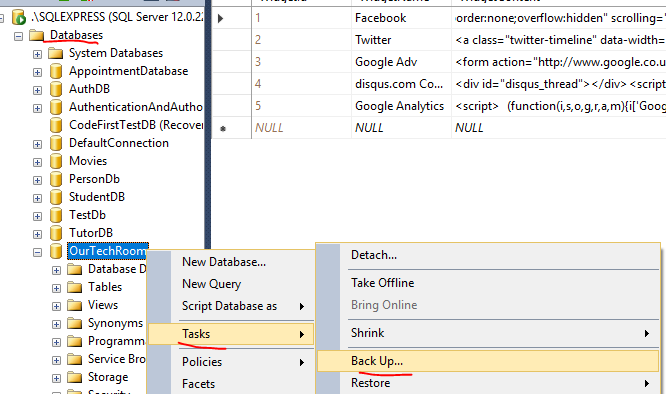 .\SQLEXPRESS (SQL Server 12.0.22
Databases
System Databases
AppointmentDatabase
AuthDB
AuthenticationAndAutho
CodeFirstTestDB (Recover
DefaultConnection
Movies
PersonDb
StudentDB
TestDb
TutorDB
OurTechRoom
Database D
Tables
Views
Synonyms
Programm
Service Bro
Storage
1 Facebook order:none;overflow:hidden" scrolling="
2 Twitter <a class="twitter-timeline" data-width=
3 Google Adv <form action="http://www.google.co.u
4 disqus.com Co... <div id="disqus_thread"></div> <script
5 Google Analytics <script> (function(i,s,o,g,r,a,m){i['Goog
NULL NULL NULL
New Database...
New Query
Script Database as
Tasks
Policies
Facets
Detach...
Take Offline
Bring Online
Shrink
Back Up...
Restore